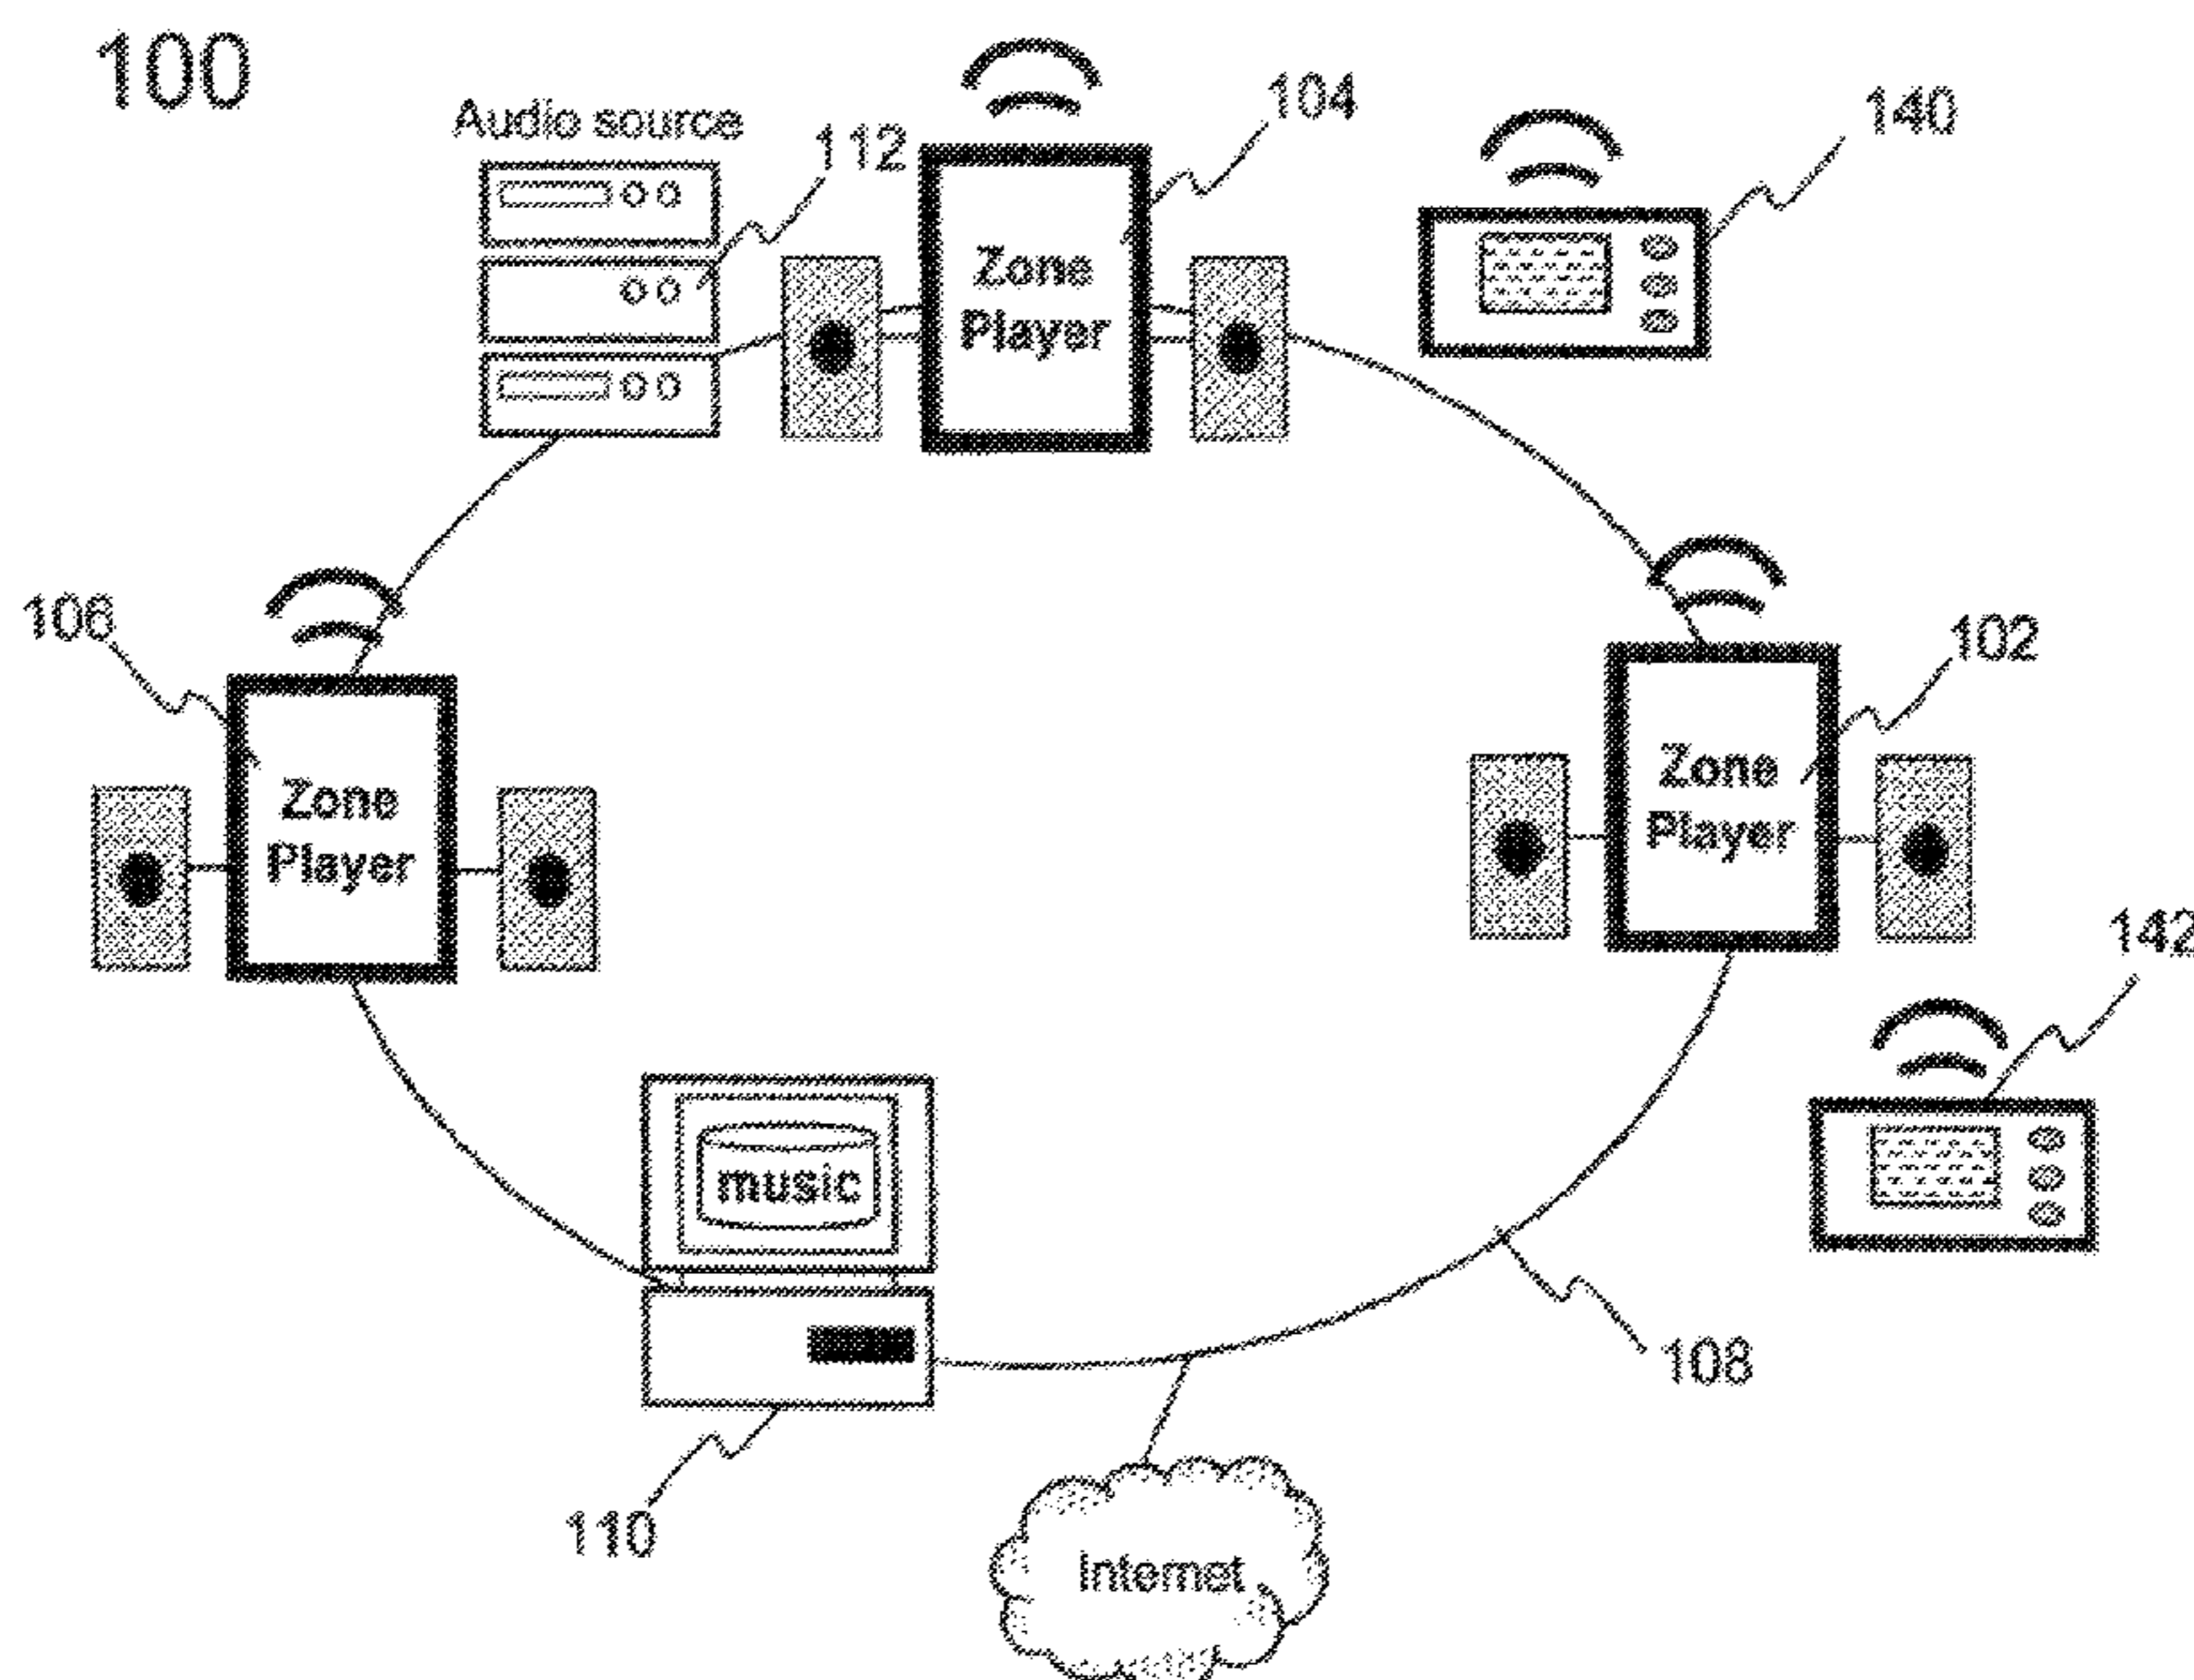 100
Audio source
112
104
140
Zone
Player
106
102
Zone
Player
Zone
Player
142
music
108
110
Internet